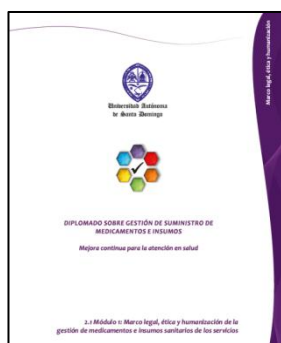 Marco legal, ética y humanización
Universidad Autónoma
de Santo Domingo
DIPLOMADO SOBRE GESTIÓN DE SUMINISTRO DE
MEDICAMENTOS E INSUMOS
Mejora continua para la atención en salud
2.1 Módulo 1: Marco legal, ética y humanización de la
gestión de medicamentos e insumos sanitarios de los servicios